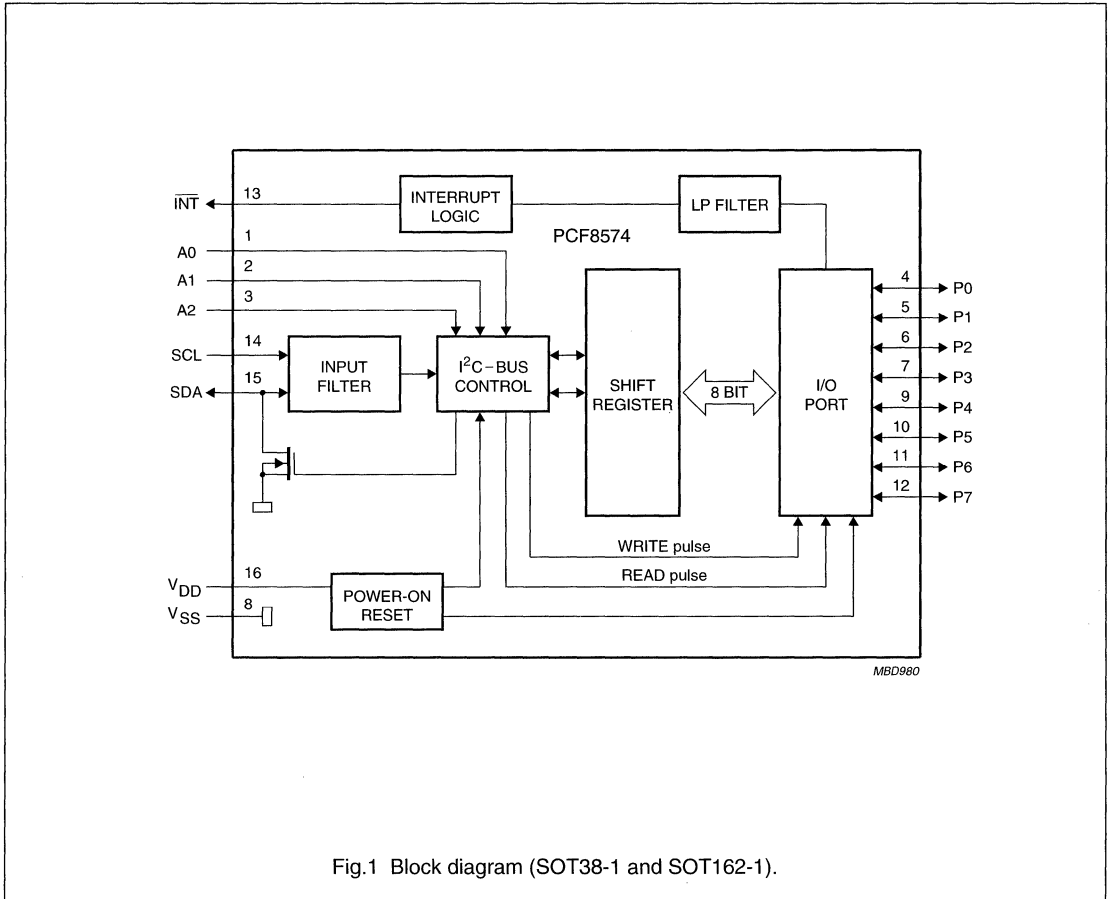 INT 13 INTERRUPT LOGIC LP FILTER
PCF8574
A0 1
A1 2
A2 3
SCL 14
SDA 15
INPUT FILTER
I²C-BUS CONTROL
SHIFT REGISTER
8 BIT
I/O PORT
4 P0
5 P1
6 P2
7 P3
9 P4
10 P5
11 P6
12 P7
WRITE pulse
READ pulse
VDD 16
VSS 8
POWER-ON RESET
MBD980
Fig.1 Block diagram (SOT38-1 and SOT162-1).